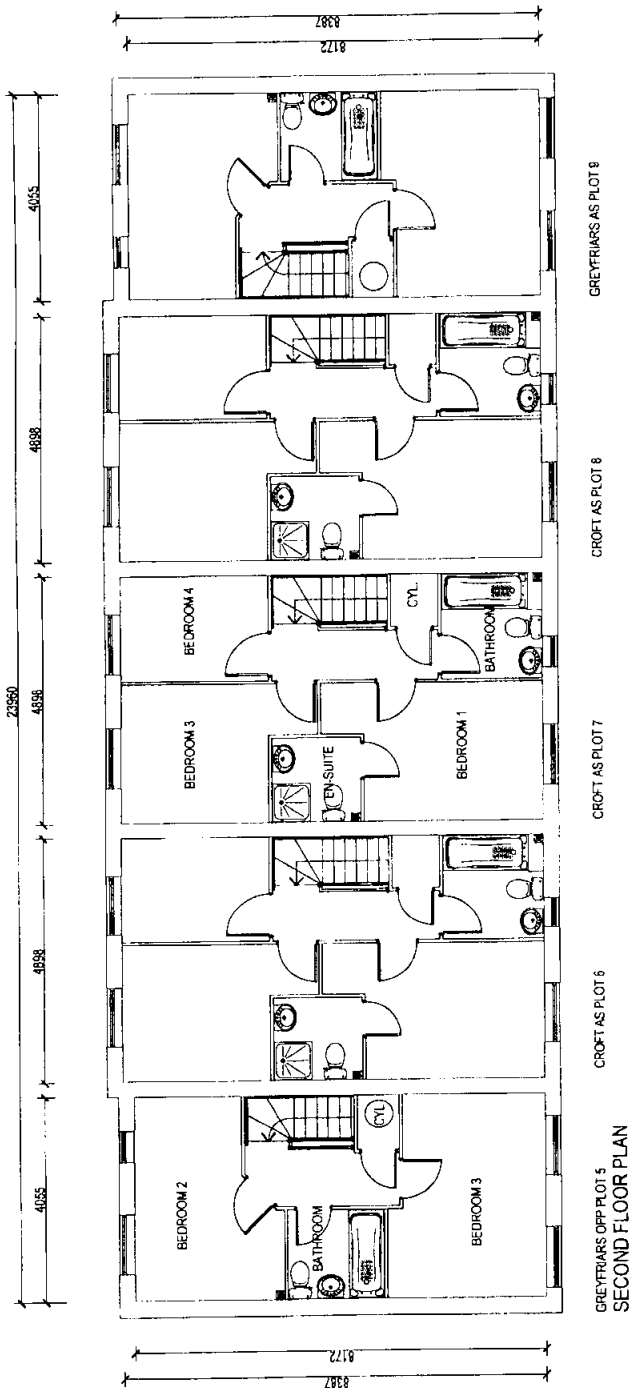 23960
4055
4898
4898
4898
4055
8387
8172
8172
8387
BEDROOM 2
CYL
BATHROOM
BEDROOM 3
BEDROOM 3
BEDROOM 4
EN-SUITE
CYL.
BEDROOM 1
BATHROOM
GREYFRIARS OPP PLOT 5
CROFT AS PLOT 6
CROFT AS PLOT 7
CROFT AS PLOT 8
GREYFRIARS AS PLOT 9
SECOND FLOOR PLAN